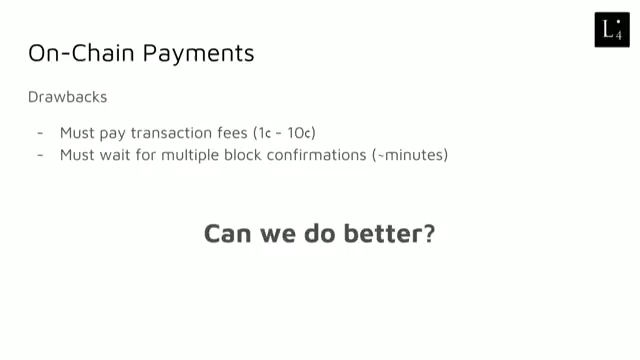 On-Chain Payments
L4
Drawbacks
- Must pay transaction fees (1¢ - 10¢)
- Must wait for multiple block confirmations (~minutes)
Can we do better?